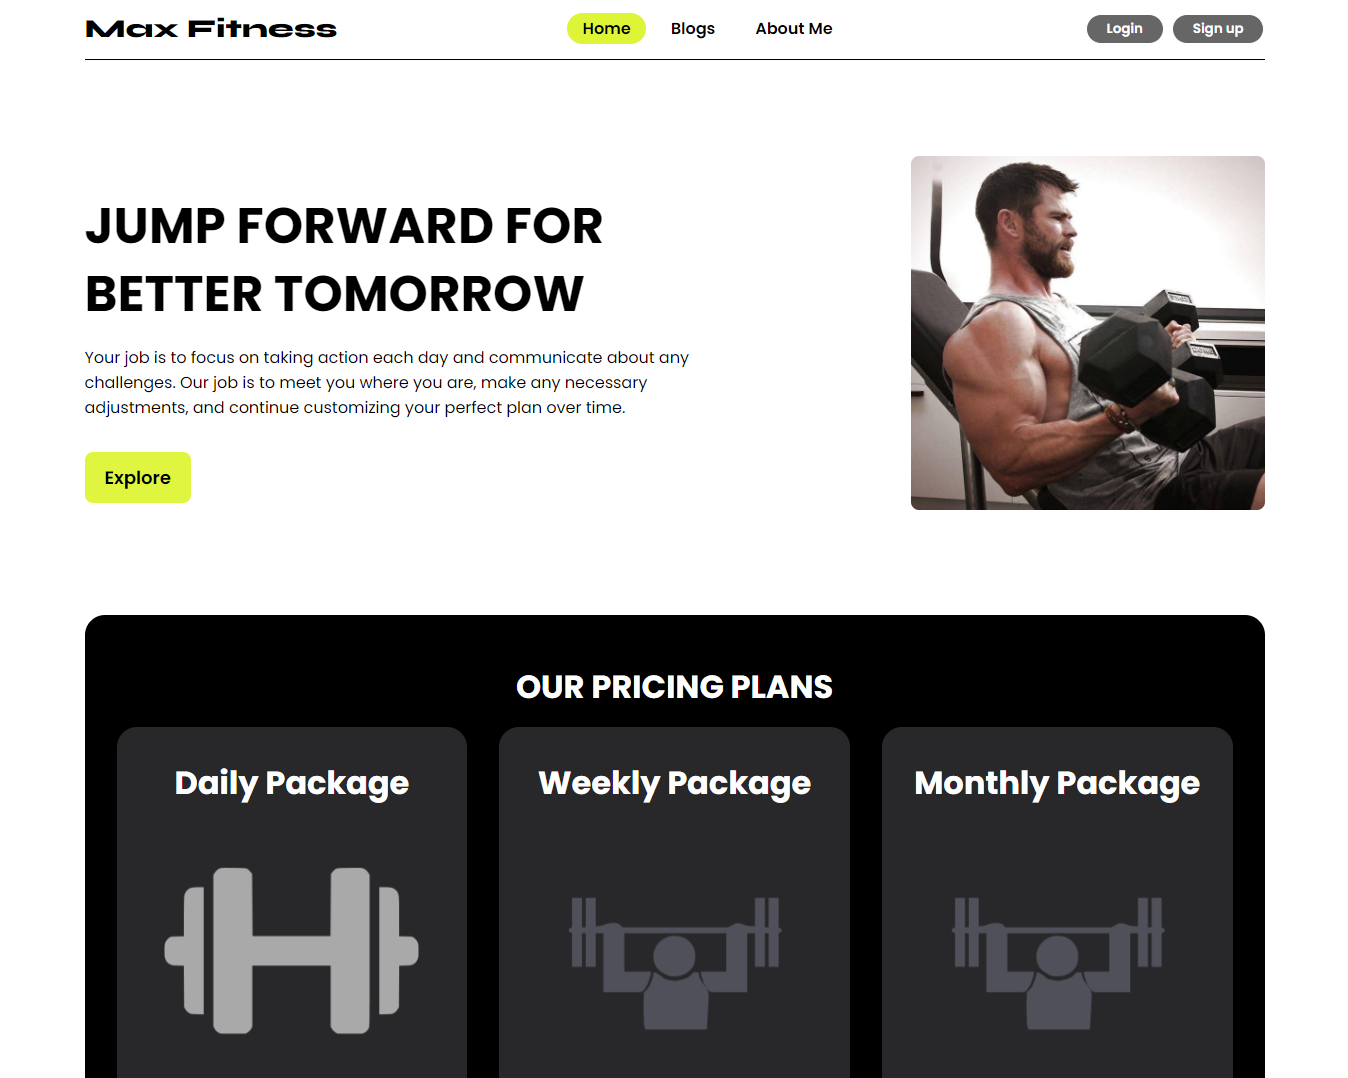 Max Fitness
Home
Blogs
About Me
Login
Sign up
JUMP FORWARD FOR
BETTER TOMORROW
Your job is to focus on taking action each day and communicate about any
challenges. Our job is to meet you where you are, make any necessary
adjustments, and continue customizing your perfect plan over time.
Explore
OUR PRICING PLANS
Daily Package
Weekly Package
Monthly Package